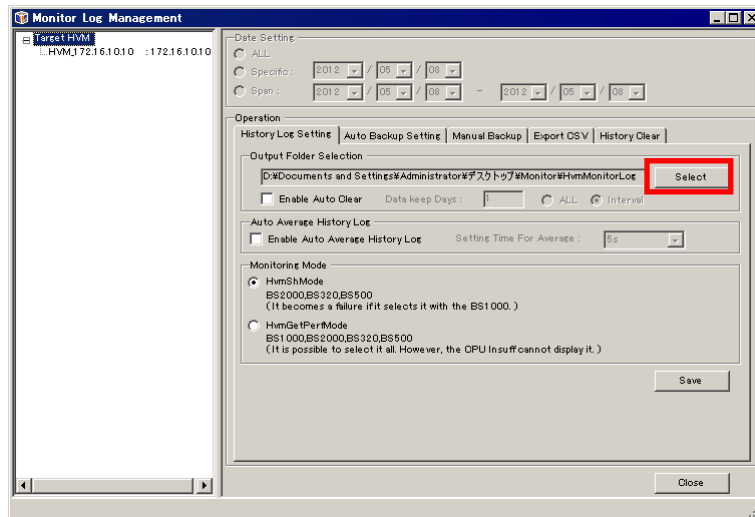 Monitor Log Management
Target HVM
HVM_172.16.10.10 : 172.16.10.10
Date Setting
ALL
Specific : 2012 / 05 / 08
Span : 2012 / 05 / 08 - 2012 / 05 / 08
Operation
History Log Setting Auto Backup Setting Manual Backup Export CSV History Clear
Output Folder Selection
D:¥Documents and Settings¥Administrator¥デスクトップ¥Monitor¥HvmMonitorLog Select
Enable Auto Clear Data keep Days : 1 ALL Interval
Auto Average History Log
Enable Auto Average History Log Setting Time For Average : 5s
Monitoring Mode
HvmShMode
BS2000,BS320,BS500
( It becomes a failure if it selects it with the BS1000. )
HvmGetPerfMode
BS1000,BS2000,BS320,BS500
( It is possible to select it all. However, the CPU Insuff cannot display it. )
Save
Close